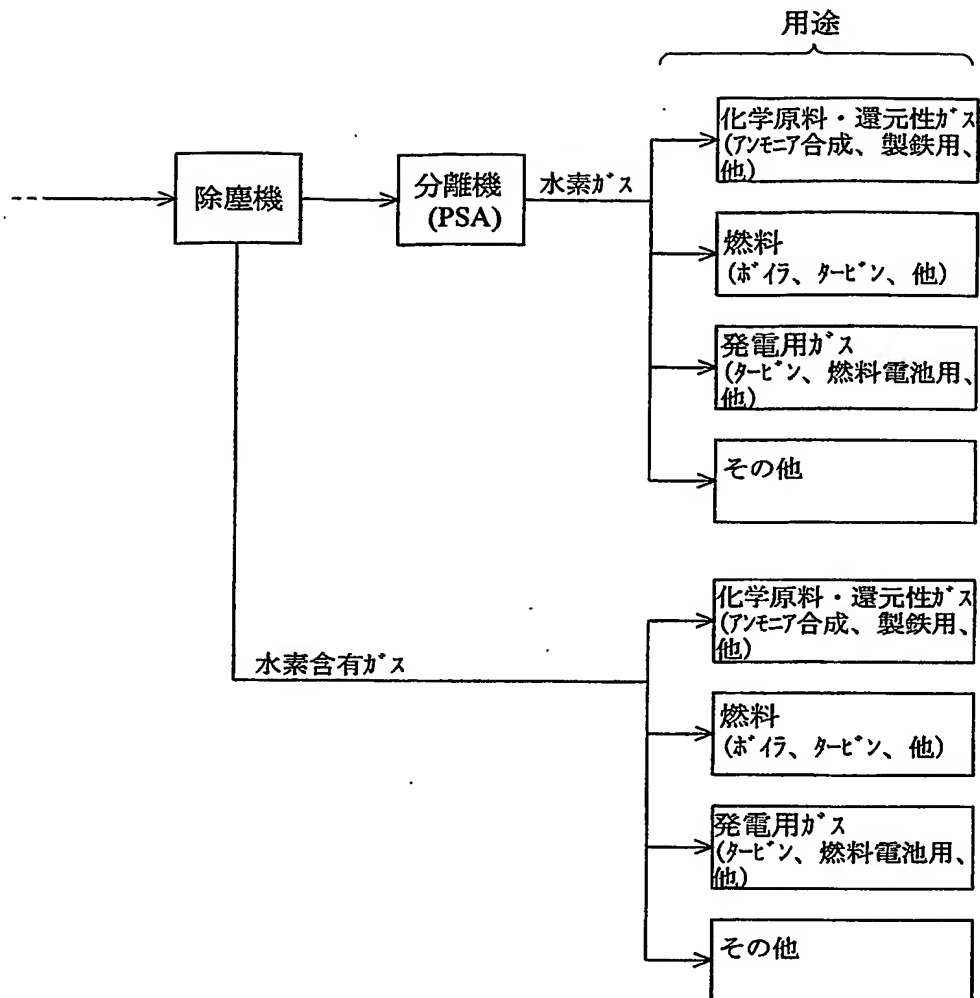 用途
化学原料・還元性ガス
(アンモニア合成、製鉄用、
他)
除塵機
分離機
(PSA)
水素ガス
燃料
(ボイラ、タービン、他)
発電用ガス
(タービン、燃料電池用、
他)
その他
化学原料・還元性ガス
(アンモニア合成、製鉄用、
他)
水素含有ガス
燃料
(ボイラ、タービン、他)
発電用ガス
(タービン、燃料電池用、
他)
その他